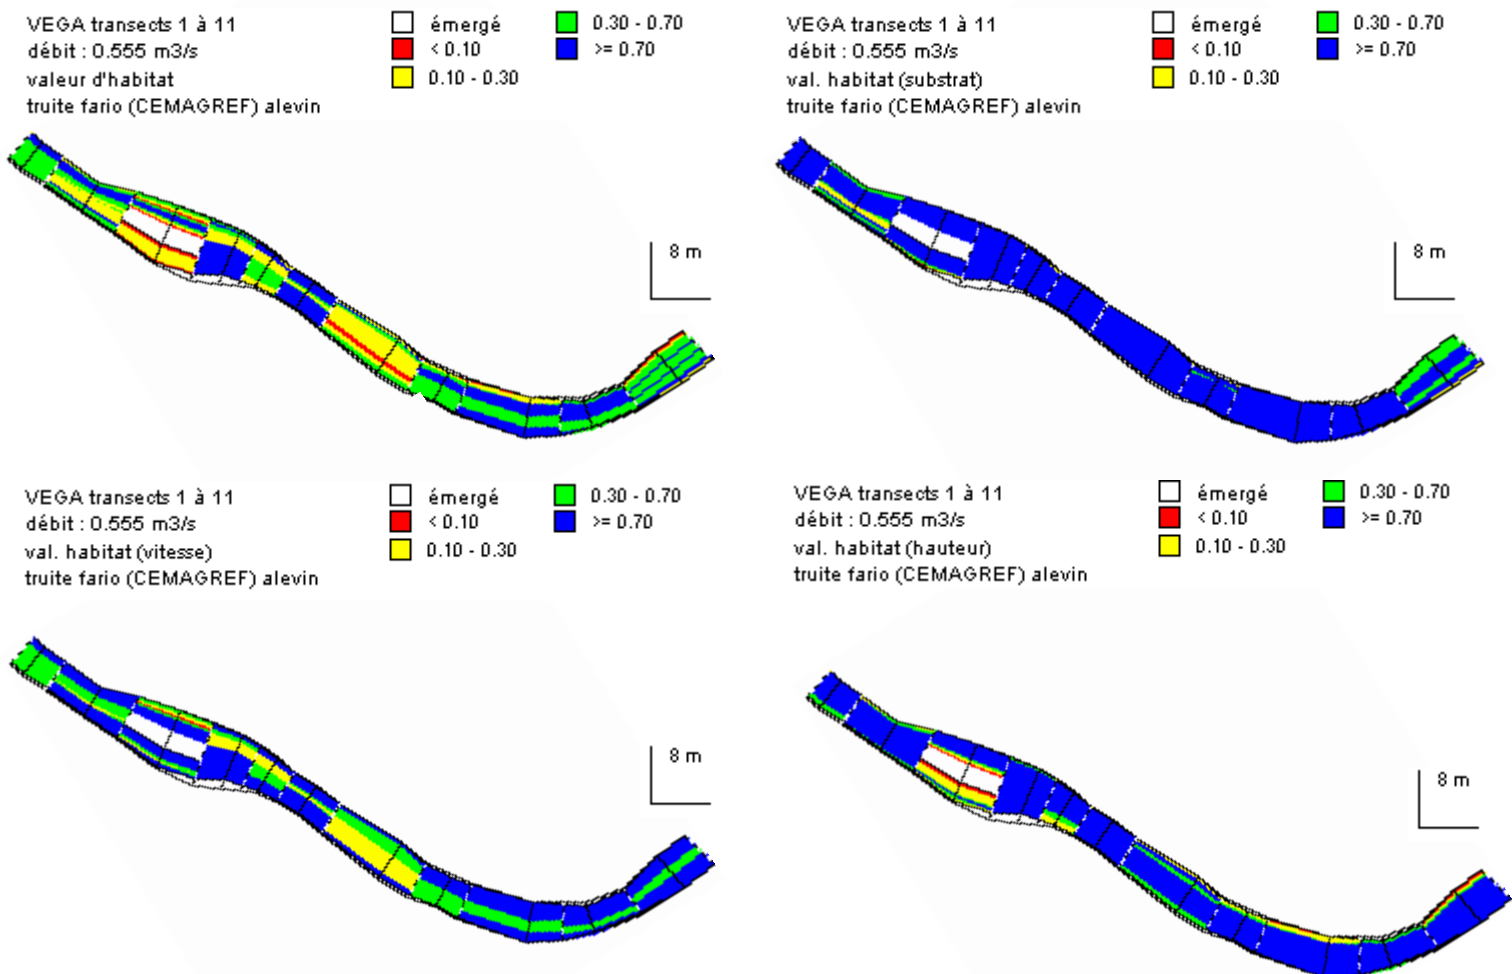 VEGA transects 1 à 11
débit : 0.555 m3/s
valeur d'habitat
truite fario (CEMAGREF) alevin
émergé
0.30 - 0.70
< 0.10
>= 0.70
0.10 - 0.30
8 m
VEGA transects 1 à 11
débit : 0.555 m3/s
val. habitat (substrat)
truite fario (CEMAGREF) alevin
émergé
0.30 - 0.70
< 0.10
>= 0.70
0.10 - 0.30
8 m
VEGA transects 1 à 11
débit : 0.555 m3/s
val. habitat (vitesse)
truite fario (CEMAGREF) alevin
émergé
0.30 - 0.70
< 0.10
>= 0.70
0.10 - 0.30
8 m
VEGA transects 1 à 11
débit : 0.555 m3/s
val. habitat (hauteur)
truite fario (CEMAGREF) alevin
émergé
0.30 - 0.70
< 0.10
>= 0.70
0.10 - 0.30
8 m